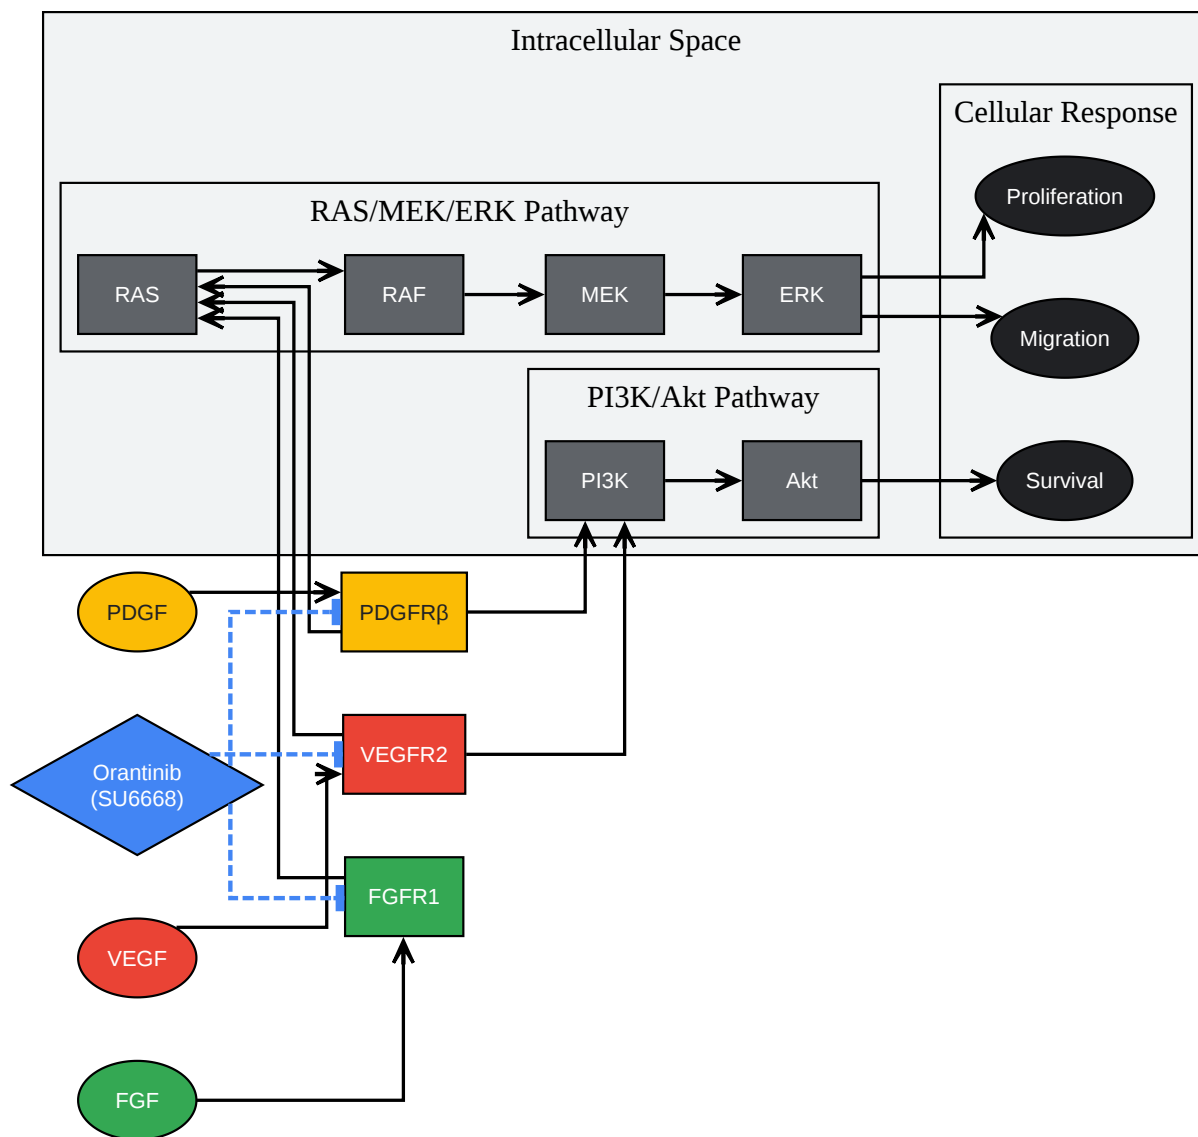 Intracellular Space
Cellular Response
Proliferation
RAS/MEK/ERK Pathway
RAS
RAF
MEK
ERK
Migration
PI3K/Akt Pathway
PI3K
Akt
Survival
PDGF
PDGFRβ
VEGFR2
Orantinib
(SU6668)
FGFR1
VEGF
FGF